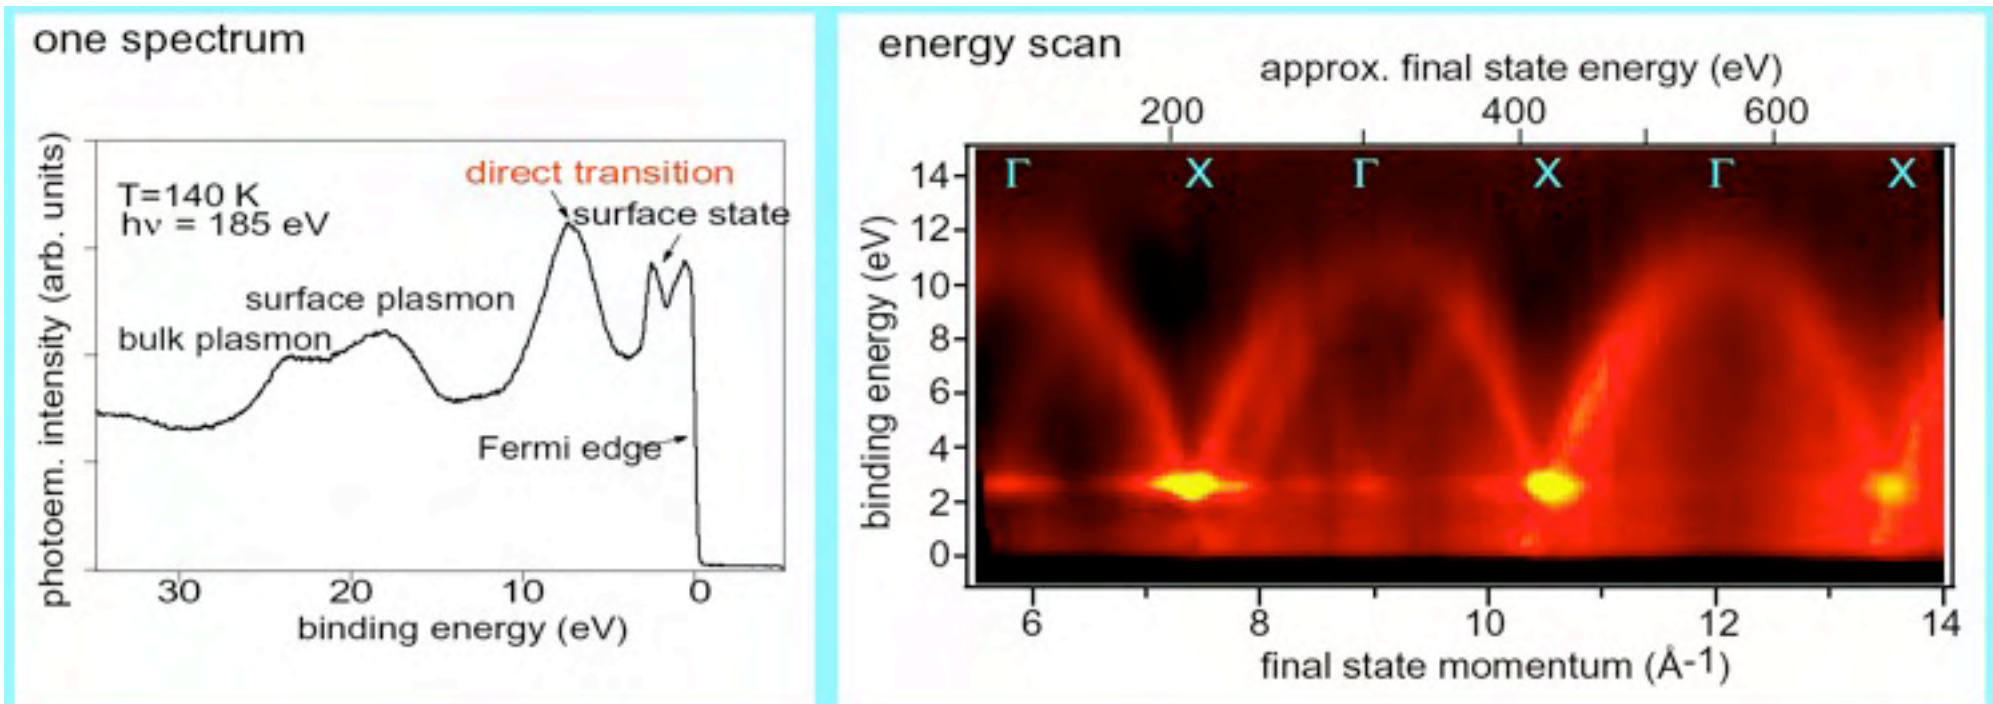 one spectrum
photoem. intensity (arb. units)
T=140 K
hν = 185 eV
direct transition
surface state
surface plasmon
bulk plasmon
Fermi edge
30 20 10 0
binding energy (eV)
energy scan
approx. final state energy (eV)
200 400 600
Γ X Γ X Γ X
binding energy (eV)
14
12
10
8
6
4
2
0
6 8 10 12 14
final state momentum (Å-1)